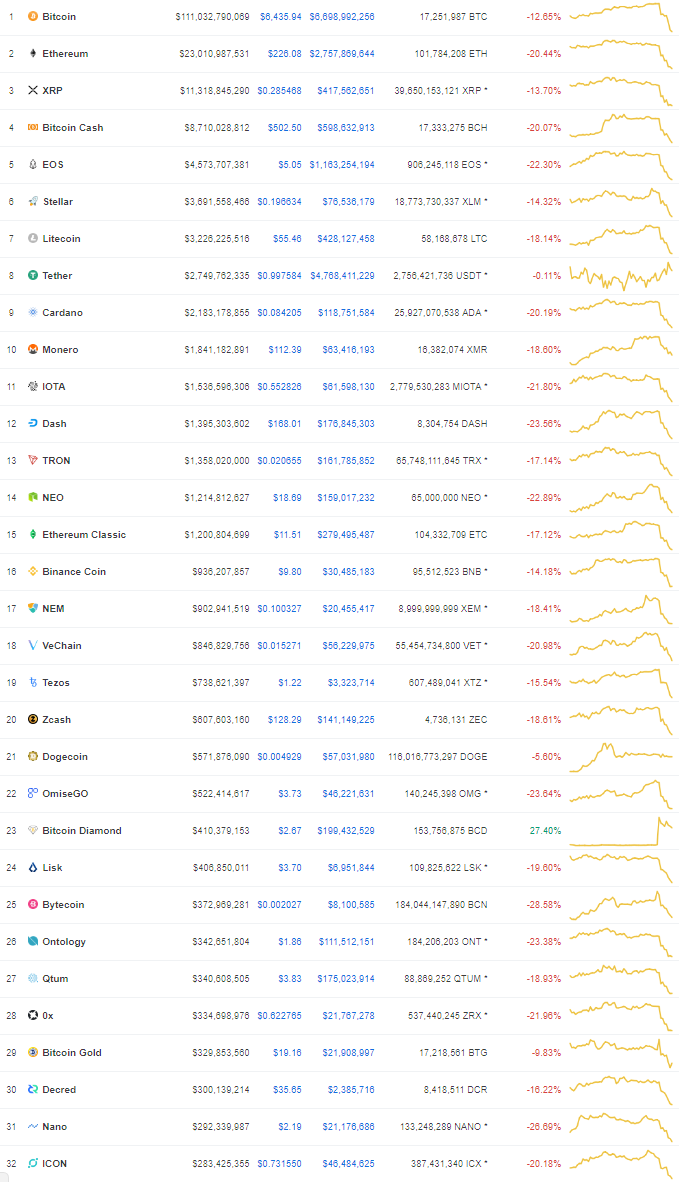 1 Bitcoin $111,032,790,069 $6,435.94 $6,698,992,256 17,251,987 BTC -12.65%
2 Ethereum $23,010,987,531 $226.08 $2,757,869,644 101,784,208 ETH -20.44%
3 XRP $11,318,845,290 $0.285468 $417,562,651 39,650,153,121 XRP * -13.70%
4 Bitcoin Cash $8,710,028,812 $502.50 $598,632,913 17,333,275 BCH -20.07%
5 EOS $4,573,707,381 $5.05 $1,163,254,194 906,245,118 EOS * -22.30%
6 Stellar $3,691,558,466 $0.196634 $76,536,179 18,773,730,337 XLM * -14.32%
7 Litecoin $3,226,225,516 $55.46 $428,127,458 58,168,678 LTC -18.14%
8 Tether $2,749,762,335 $0.997584 $4,768,411,229 2,756,421,736 USDT * -0.11%
9 Cardano $2,183,178,855 $0.084205 $118,751,584 25,927,070,538 ADA * -20.19%
10 Monero $1,841,182,891 $112.39 $63,416,193 16,382,074 XMR -18.60%
11 IOTA $1,536,596,306 $0.552826 $61,598,130 2,779,530,283 MIOTA * -21.80%
12 Dash $1,395,303,602 $168.01 $176,845,303 8,304,754 DASH -23.56%
13 TRON $1,358,020,000 $0.020655 $161,785,852 65,748,111,645 TRX * -17.14%
14 NEO $1,214,812,627 $18.69 $159,017,232 65,000,000 NEO * -22.89%
15 Ethereum Classic $1,200,804,699 $11.51 $279,495,487 104,332,709 ETC -17.12%
16 Binance Coin $936,207,857 $9.80 $30,485,183 95,512,523 BNB * -14.18%
17 NEM $902,941,519 $0.100327 $20,455,417 8,999,999,999 XEM * -18.41%
18 VeChain $846,829,756 $0.015271 $56,229,975 55,454,734,800 VET * -20.98%
19 Tezos $738,621,397 $1.22 $3,323,714 607,489,041 XTZ * -15.54%
20 Zcash $607,603,160 $128.29 $141,149,225 4,736,131 ZEC -18.61%
21 Dogecoin $571,876,090 $0.004929 $57,031,980 116,016,773,297 DOGE -5.60%
22 OmiseGO $522,414,617 $3.73 $46,221,631 140,245,398 OMG * -23.64%
23 Bitcoin Diamond $410,379,153 $2.67 $199,432,529 153,756,875 BCD 27.40%
24 Lisk $406,850,011 $3.70 $6,951,844 109,825,622 LSK * -19.60%
25 Bytecoin $372,969,281 $0.002027 $8,100,585 184,044,147,890 BCN -28.58%
26 Ontology $342,651,804 $1.86 $111,512,151 184,206,203 ONT * -23.38%
27 Qtum $340,608,505 $3.83 $175,023,914 88,869,252 QTUM * -18.93%
28 0x $334,698,976 $0.622765 $21,767,278 537,440,245 ZRX * -21.96%
29 Bitcoin Gold $329,853,560 $19.16 $21,908,997 17,218,561 BTG -9.83%
30 Decred $300,139,214 $35.65 $2,385,716 8,418,511 DCR -16.22%
31 Nano $292,339,987 $2.19 $21,176,686 133,248,289 NANO * -26.69%
32 ICON $283,425,355 $0.731550 $46,484,625 387,431,340 ICX * -20.18%